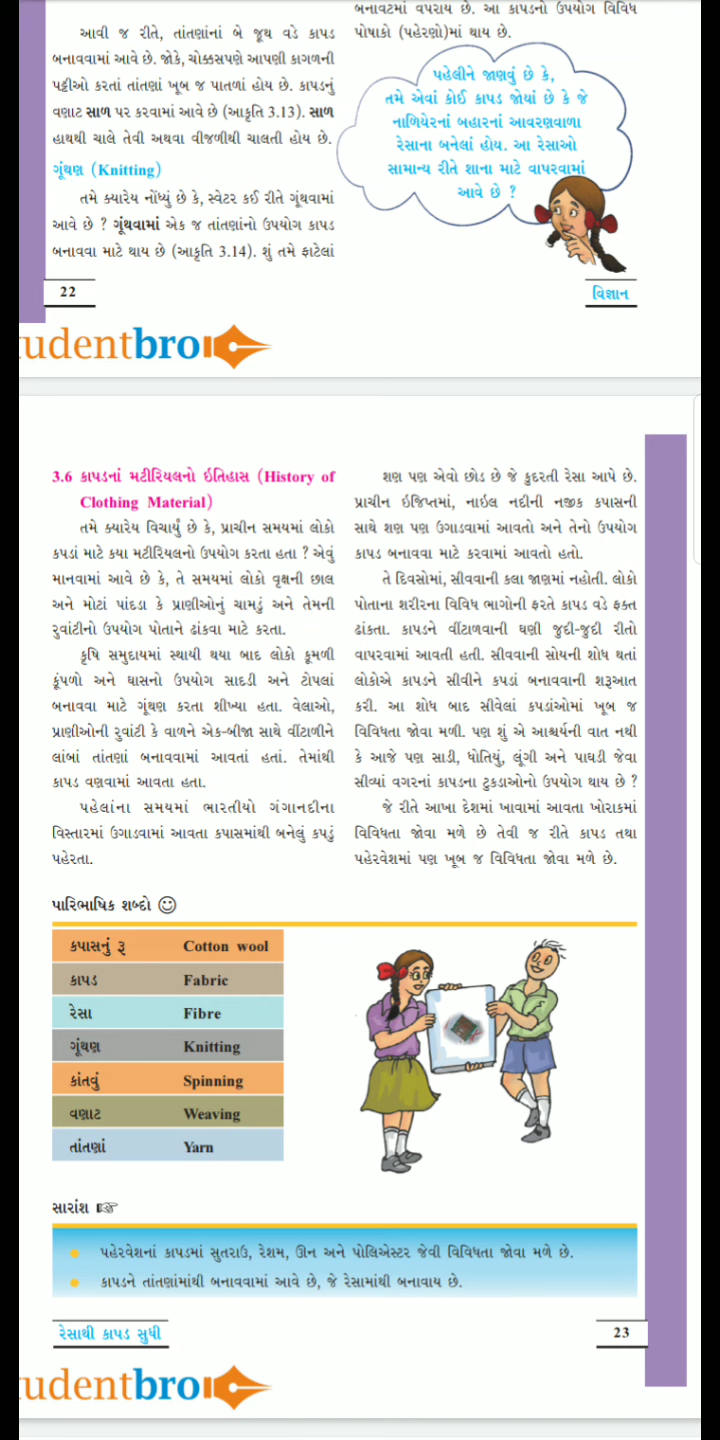 આવી જ રીતે, તાંતણાંનાં બે જૂથ વડે કાપડ
બનાવવામાં આવે છે. જોકે, ચોક્કસપણે આપણી કાગળની
પટ્ટીઓ કરતાં તાંતણાં ખૂબ જ પાતળાં હોય છે. કાપડનું
વણાટ સાળ પર કરવામાં આવે છે (આકૃતિ 3.13). સાળ
હાથથી ચાલે તેવી અથવા વીજળીથી ચાલતી હોય છે.
ગૂંથણ (Knitting)
તમે ક્યારેય નોંધ્યું છે કે, સ્વેટર કઈ રીતે ગૂંથવામાં
આવે છે ? ગૂંથવામાં એક જ તાંતણાંનો ઉપયોગ કાપડ
બનાવવા માટે થાય છે (આકૃતિ 3.14). શું તમે ફાટેલાં
બનાવટમાં વપરાય છે. આ કાપડનો ઉપયોગ વિવિધ
પોષાકો (પહેરણો)માં થાય છે.
પહેલીને જાણવું છે કે,
તમે એવાં કોઈ કાપડ જોયાં છે કે જે
નાળિયેરનાં બહારનાં આવરણવાળા
રેસાના બનેલાં હોય. આ રેસાઓ
સામાન્ય રીતે શાના માટે વાપરવામાં
આવે છે ?
22
વિજ્ઞાન
udentbro
3.6 કાપડનાં મટીરિયલનો ઇતિહાસ (History of
Clothing Material)
તમે ક્યારેય વિચાર્યું છે કે, પ્રાચીન સમયમાં લોકો
કપડાં માટે કયા મટીરિયલનો ઉપયોગ કરતા હતા ? એવું
માનવામાં આવે છે કે, તે સમયમાં લોકો વૃક્ષની છાલ
અને મોટાં પાંદડા કે પ્રાણીઓનું ચામડું અને તેમની
રુવાંટીનો ઉપયોગ પોતાને ઢાંકવા માટે કરતા.
કૃષિ સમુદાયમાં સ્થાયી થયા બાદ લોકો કૂમળી
કૂંપળો અને ઘાસનો ઉપયોગ સાદડી અને ટોપલાં
બનાવવા માટે ગૂંથણ કરતા શીખ્યા હતા. વેલાઓ,
પ્રાણીઓની રુવાંટી કે વાળને એક-બીજા સાથે વીંટાળીને
લાંબાં તાંતણાં બનાવવામાં આવતાં હતાં. તેમાંથી
કાપડ વણવામાં આવતા હતા.
પહેલાંના સમયમાં ભારતીયો ગંગાનદીના
વિસ્તારમાં ઉગાડવામાં આવતા કપાસમાંથી બનેલું કપડું
પહેરતા.
શણ પણ એવો છોડ છે જે કુદરતી રેસા આપે છે.
પ્રાચીન ઇજિપ્તમાં, નાઇલ નદીની નજીક કપાસની
સાથે શણ પણ ઉગાડવામાં આવતો અને તેનો ઉપયોગ
કાપડ બનાવવા માટે કરવામાં આવતો હતો.
તે દિવસોમાં, સીવવાની કલા જાણમાં નહોતી. લોકો
પોતાના શરીરના વિવિધ ભાગોની ફરતે કાપડ વડે ફક્ત
ઢાંકતા. કાપડને વીંટાળવાની ઘણી જુદી-જુદી રીતો
વાપરવામાં આવતી હતી. સીવવાની સોયની શોધ થતાં
લોકોએ કાપડને સીવીને કપડાં બનાવવાની શરૂઆત
કરી. આ શોધ બાદ સીવેલાં કપડાંઓમાં ખૂબ જ
વિવિધતા જોવા મળી. પણ શું એ આશ્ચર્યની વાત નથી
કે આજે પણ સાડી, ધોતિયું, લૂંગી અને પાઘડી જેવા
સીવ્યાં વગરનાં કાપડના ટુકડાઓનો ઉપયોગ થાય છે ?
જે રીતે આખા દેશમાં ખાવામાં આવતા ખોરાકમાં
વિવિધતા જોવા મળે છે તેવી જ રીતે કાપડ તથા
પહેરવેશમાં પણ ખૂબ જ વિવિધતા જોવા મળે છે.
પારિભાષિક શબ્દો
કપાસનું રૂ Cotton wool
કાપડ Fabric
રેસા Fibre
ગૂંથણ Knitting
કાંતવું Spinning
વણાટ Weaving
તાંતણાં Yarn
સારાંશ
પહેરવેશનાં કાપડમાં સુતરાઉ, રેશમ, ઊન અને પોલિએસ્ટર જેવી વિવિધતા જોવા મળે છે.
કાપડને તાંતણાંમાંથી બનાવવામાં આવે છે, જે રેસામાંથી બનાવાય છે.
રેસાથી કાપડ સુધી
23
udentbro